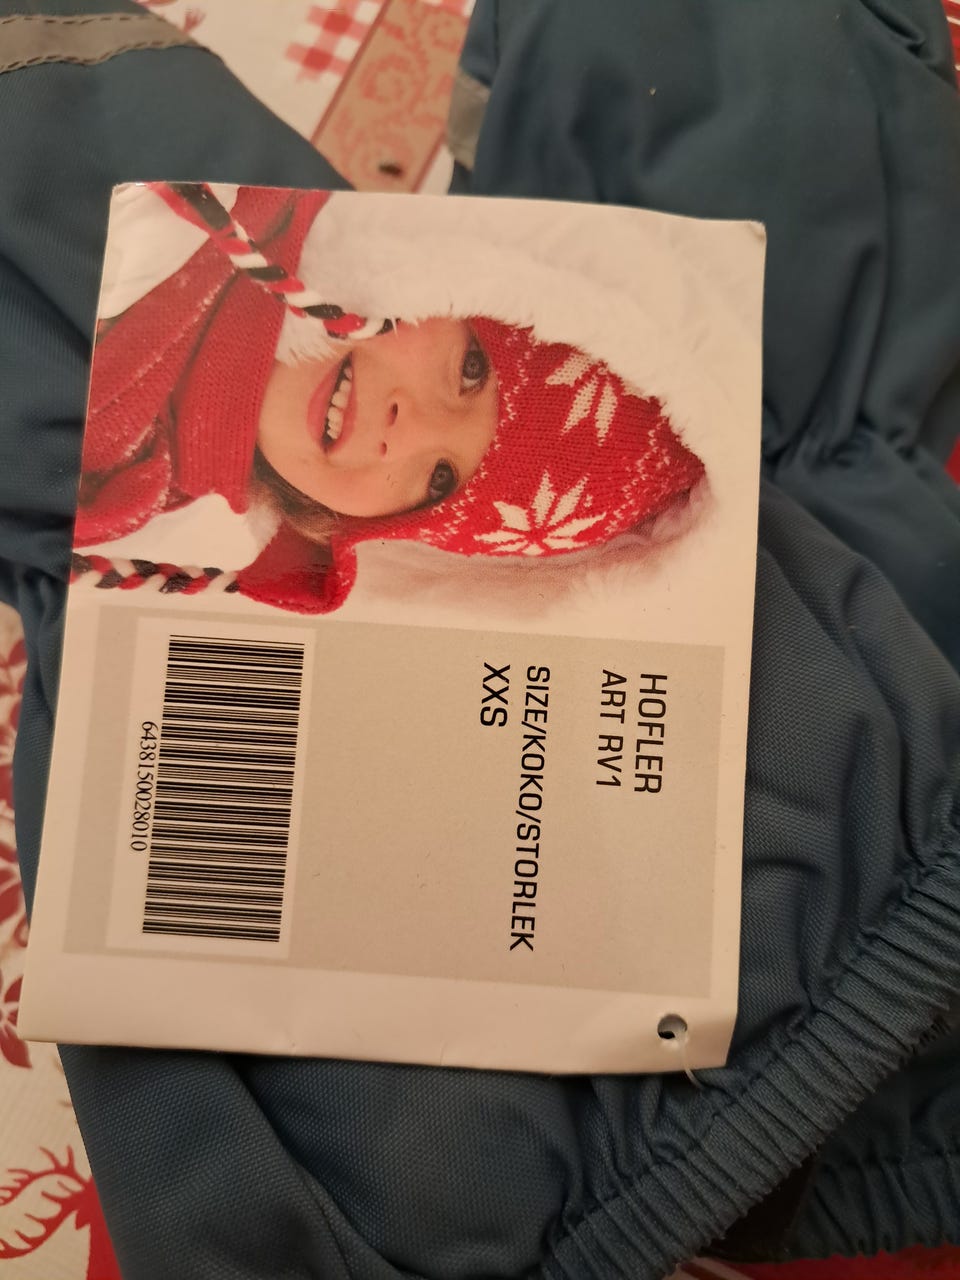 HOFLER
ART RV1
SIZE/KOKO/STORLEK
XXS
6438150028010